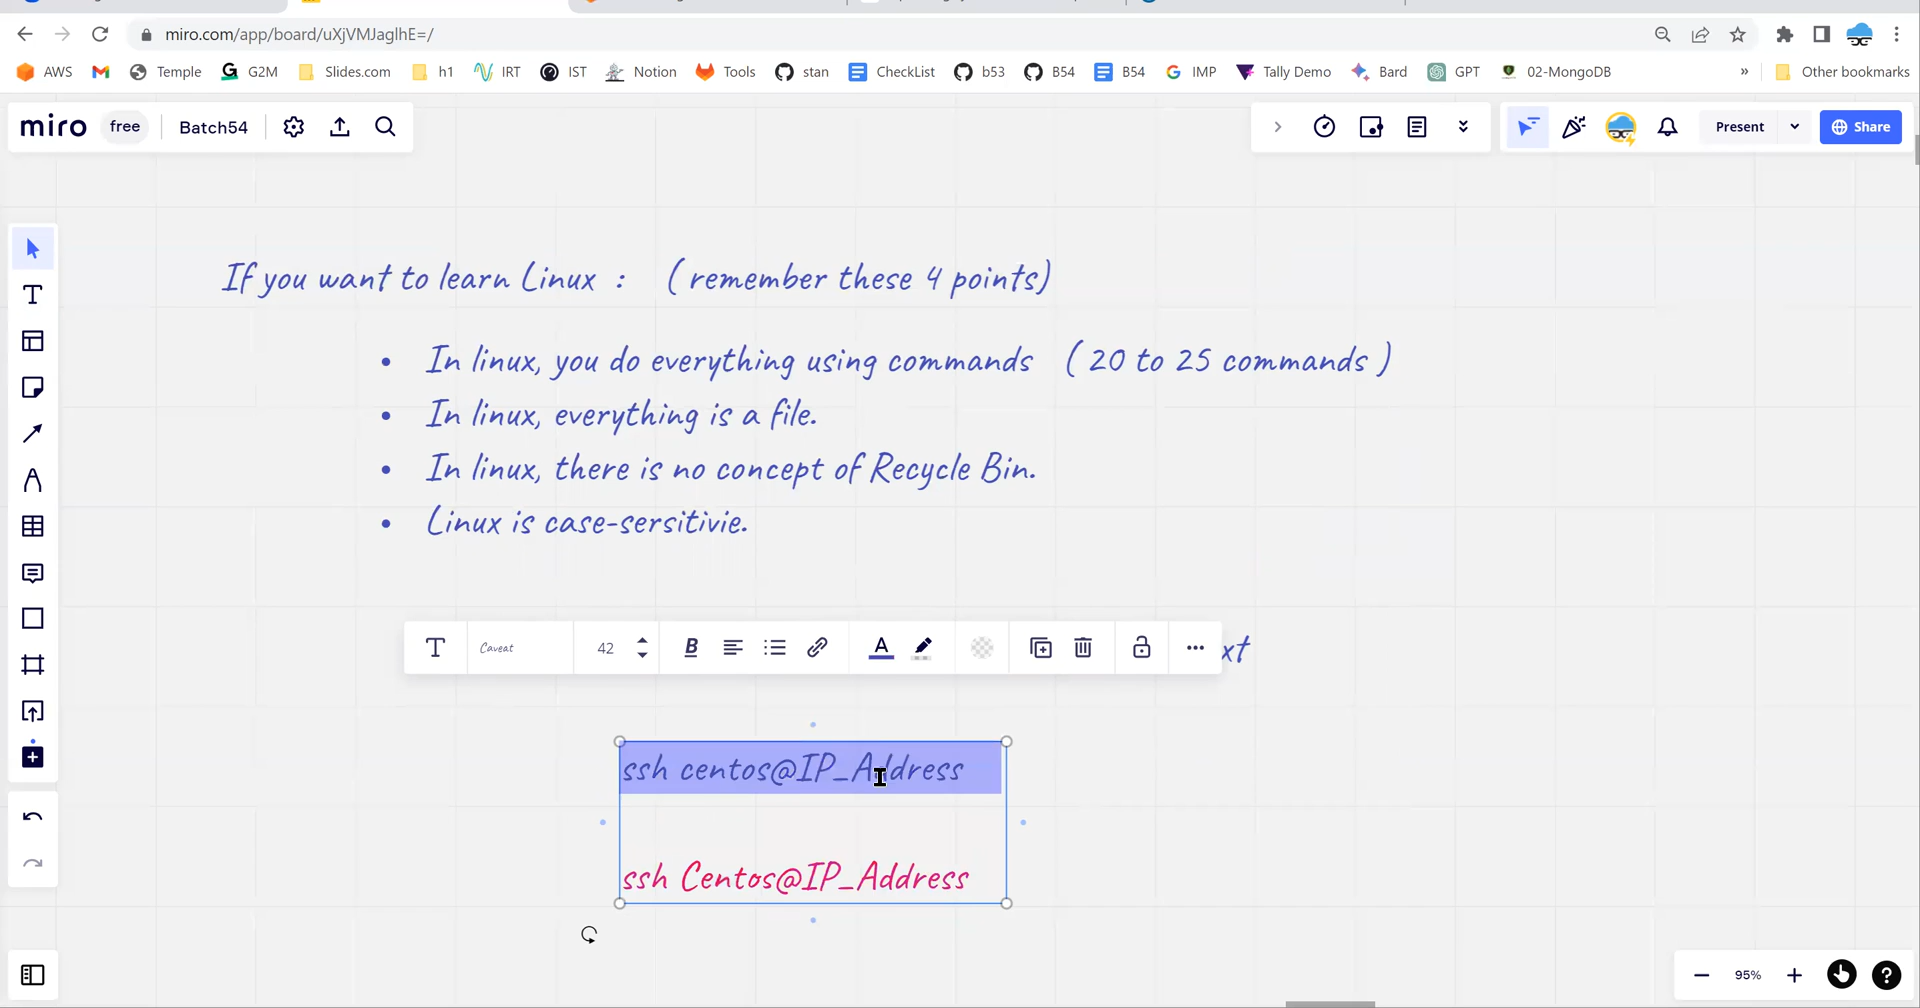 miro.com/app/board/uXjVMJaglhE=/
AWS Temple G2M Slides.com h1 IRT IST Notion Tools stan CheckList b53 B54 B54 IMP Tally Demo Bard GPT 02-MongoDB » Other bookmarks
miro free Batch54 Present Share
If you want to learn Linux : ( remember these 4 points)
• In linux, you do everything using commands ( 20 to 25 commands )
• In linux, everything is a file.
• In linux, there is no concept of Recycle Bin.
• Linux is case-sersitivie.
Caveat 42 B A xt
ssh centos@IP_Address
ssh Centos@IP_Address
95%